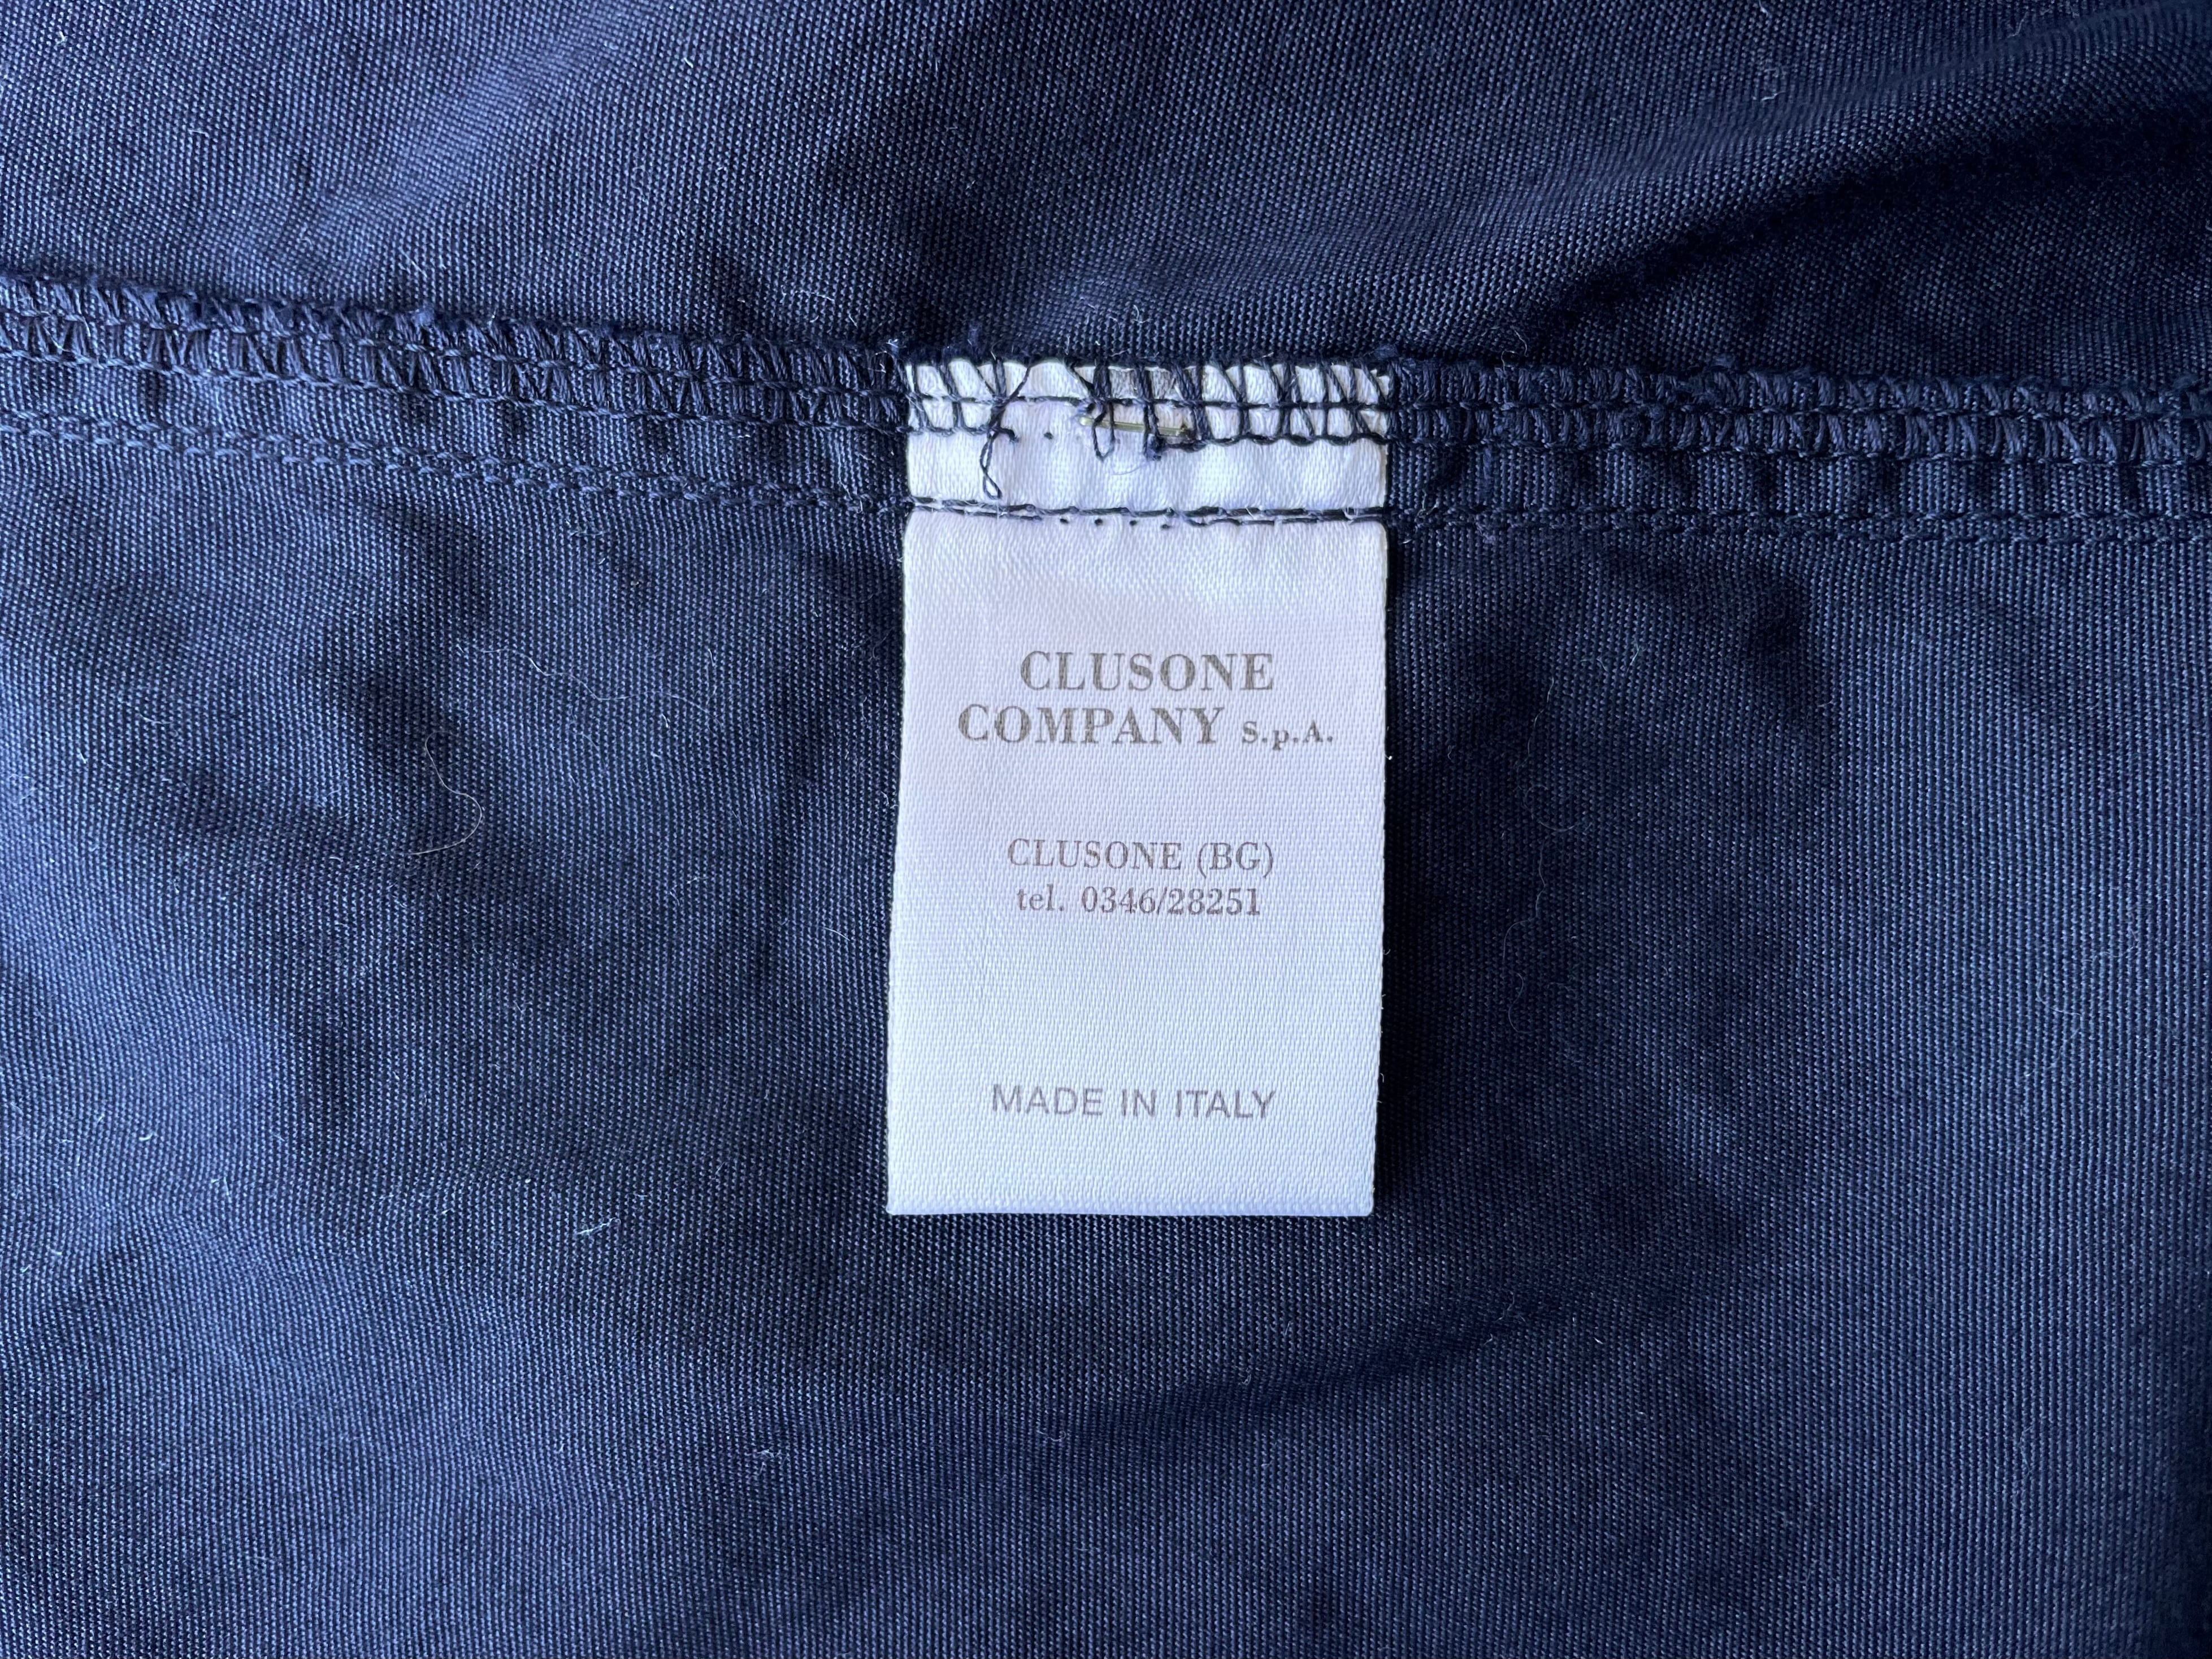 CLUSONE
COMPANY S.p.A.
CLUSONE (BG)
tel. 0346/28251
MADE IN ITALY